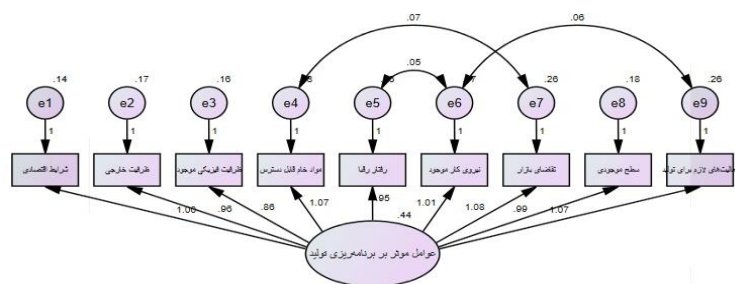 .07
.06
.05
.14
.17
.16
.26
.18
.26
e1
e2
e3
e4
e5
e6
e7
e8
e9
1
1
1
1
1
1
1
1
1
شرایط اقتصادی
ظرفیت خارجی
ظرفیت فیزیکی موجود
مواد خام قابل دسترس
رفتار رقبا
نیروی کار موجود
تقاضای بازار
سطح موجودی
لازم برای تولید
1.00
.96
.86
1.07
.95
1.01
1.08
.99
1.07
.44
عوامل موثر بر برنامه‌ریزی تولید